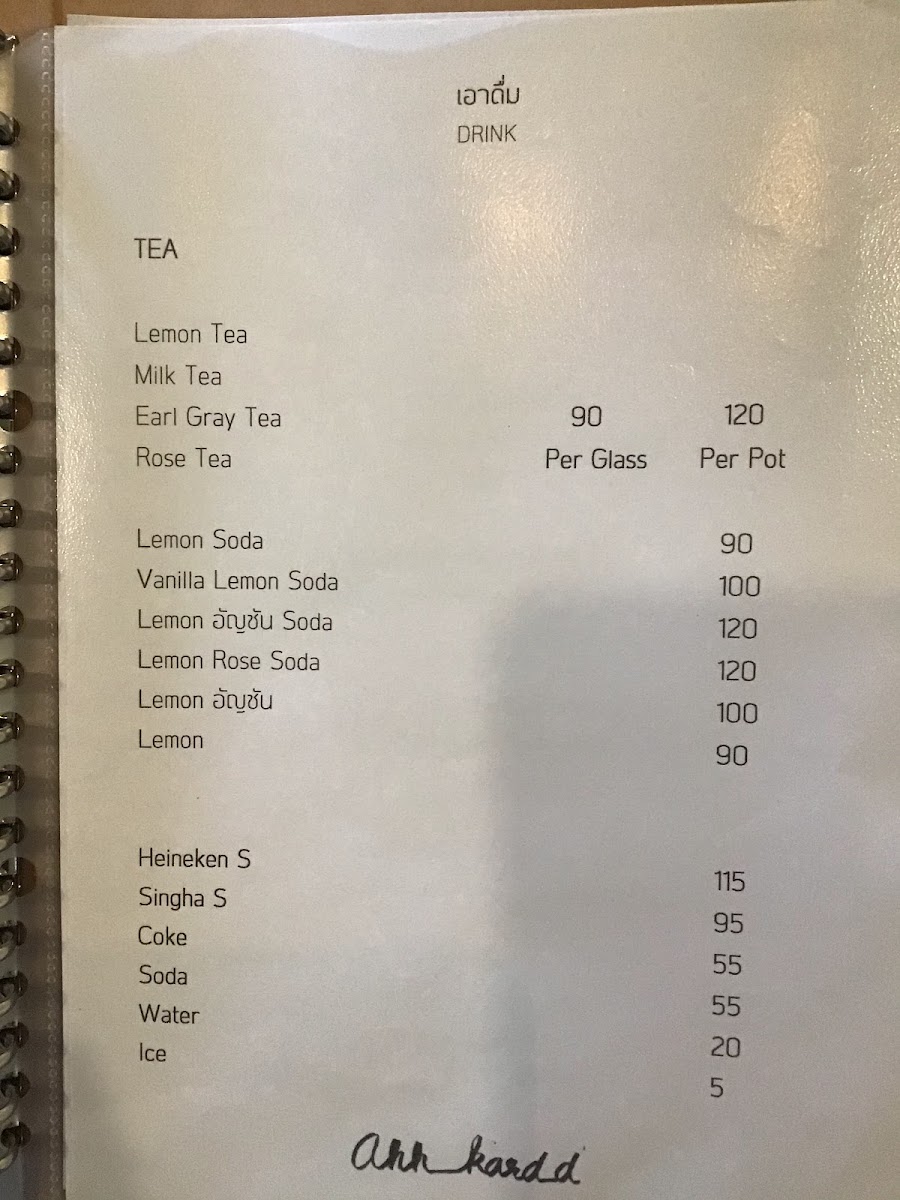 เอาดื่ม
DRINK
TEA
Lemon Tea
Milk Tea
Earl Gray Tea 90 120
Rose Tea Per Glass Per Pot
Lemon Soda 90
Vanilla Lemon Soda 100
Lemon อัญชัน Soda 120
Lemon Rose Soda 120
Lemon อัญชัน 100
Lemon 90
Heineken S 115
Singha S 95
Coke 55
Soda 55
Water 20
Ice 5
Ahh_kardd